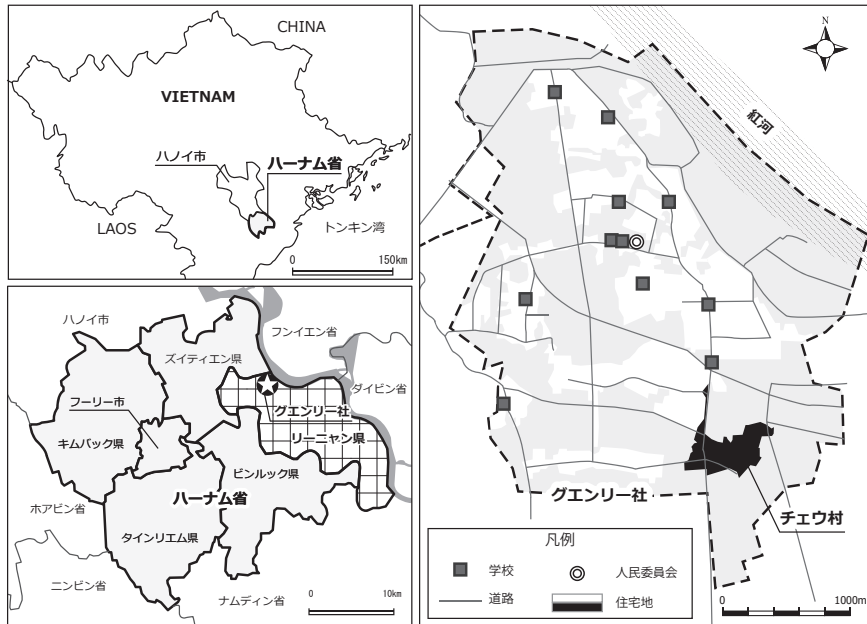 CHINA
VIETNAM
ハノイ市
ハーナム省
LAOS
トンキン湾
0 150km
ハノイ市
フンイエン省
ズイティエン県
ダイビン省
フーリー市
グエンリー社
キムバック県
リーニャン県
ビンルック県
ハーナム省
ホアビン省
タインリエム県
ニンビン省
ナムディン省
0 10km
N
紅河
グエンリー社
チェウ村
凡例
学校
人民委員会
道路
住宅地
0 1000m